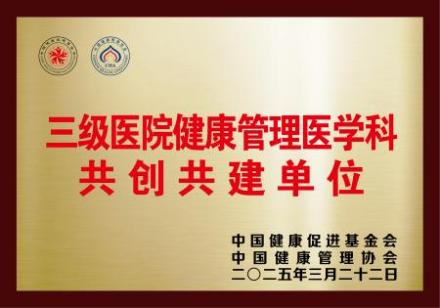 三级医院健康管理医学科
共创共建单位
中国健康促进基金会
中国健康管理协会
二〇二五年三月二十二日